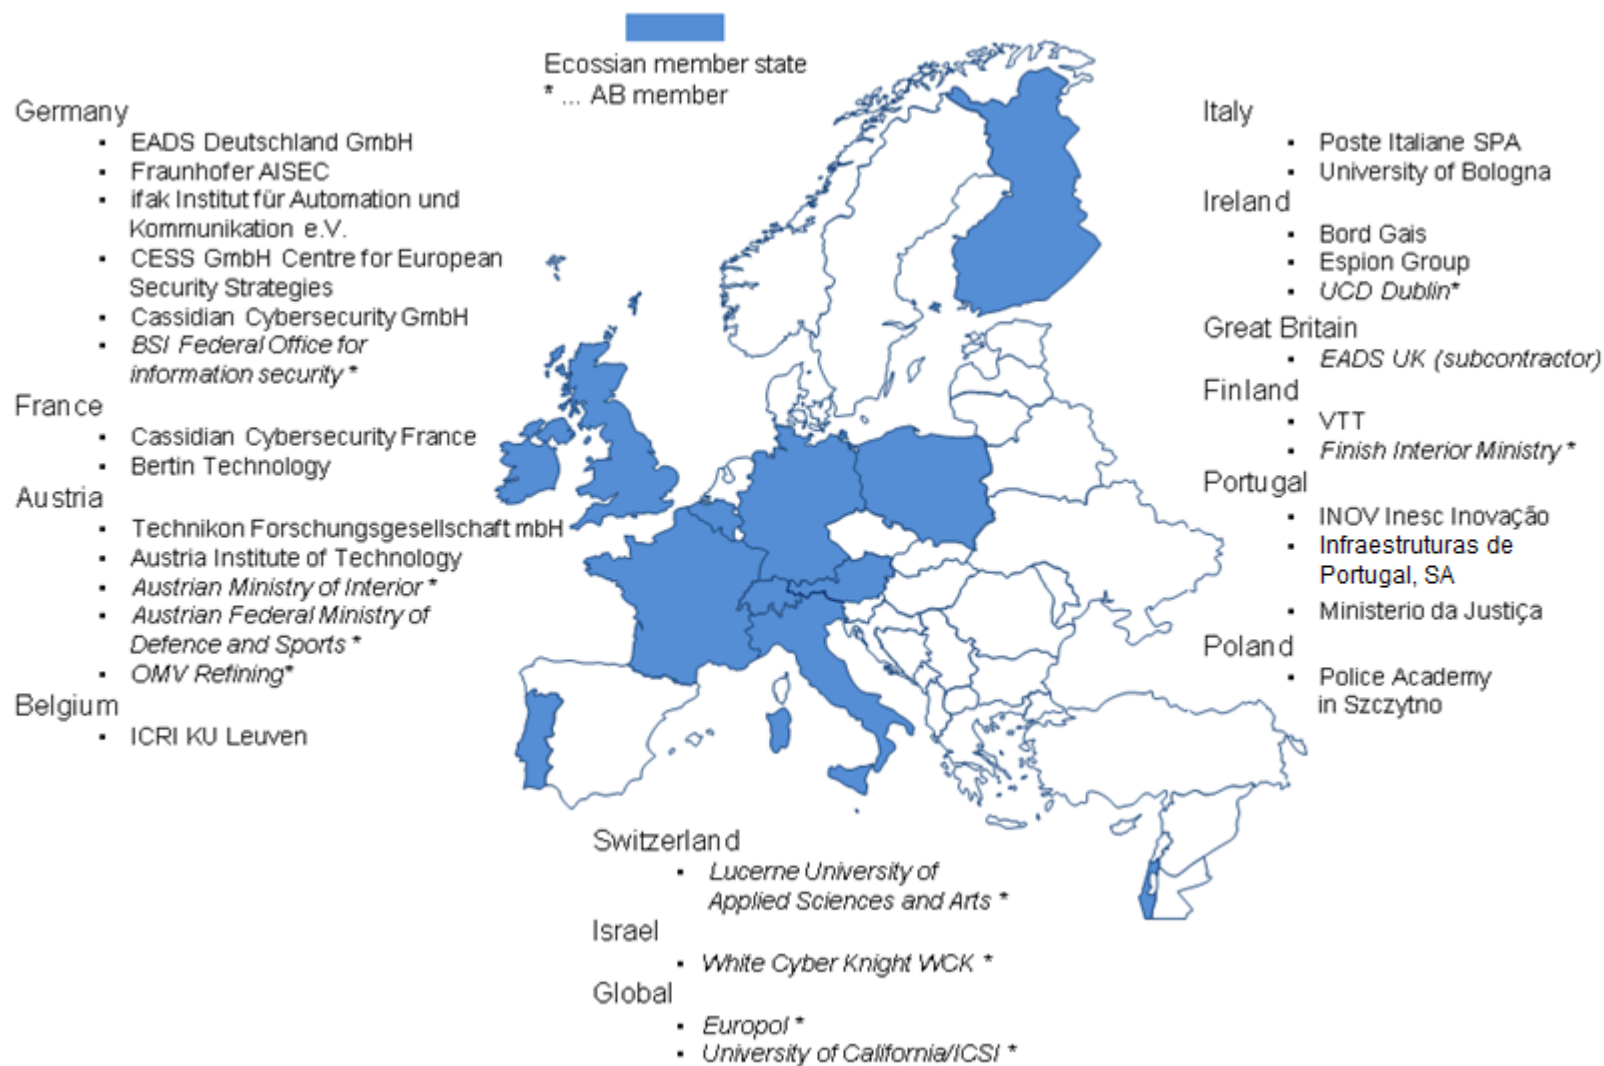 Ecossian member state
* ... AB member
Germany
▪ EADS Deutschland GmbH
▪ Fraunhofer AISEC
▪ ifak Institut für Automation und
Kommunikation e.V.
▪ CESS GmbH Centre for European
Security Strategies
▪ Cassidian Cybersecurity GmbH
▪ BSI Federal Office for
information security *
France
▪ Cassidian Cybersecurity France
▪ Bertin Technology
Austria
▪ Technikon Forschungsgesellschaft mbH
▪ Austria Institute of Technology
▪ Austrian Ministry of Interior *
▪ Austrian Federal Ministry of
Defence and Sports *
▪ OMV Refining*
Belgium
▪ ICRI KU Leuven
Italy
▪ Poste Italiane SPA
▪ University of Bologna
Ireland
▪ Bord Gais
▪ Espion Group
▪ UCD Dublin*
Great Britain
▪ EADS UK (subcontractor)
Finland
▪ VTT
▪ Finish Interior Ministry *
Portugal
▪ INOV Inesc Inovação
▪ Infraestruturas de
Portugal, SA
▪ Ministerio da Justiça
Poland
▪ Police Academy
in Szczytno
Switzerland
▪ Lucerne University of
Applied Sciences and Arts *
Israel
▪ White Cyber Knight WCK *
Global
▪ Europol *
▪ University of California/ICSI *